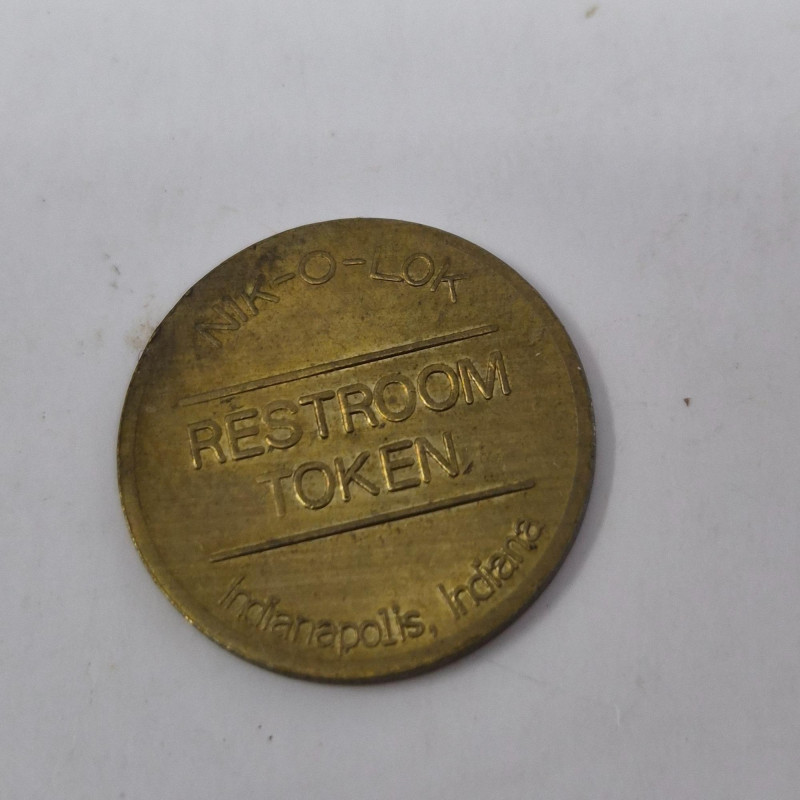 NIK-O-LOK
RESTROOM
TOKEN
Indianapolis, Indiana